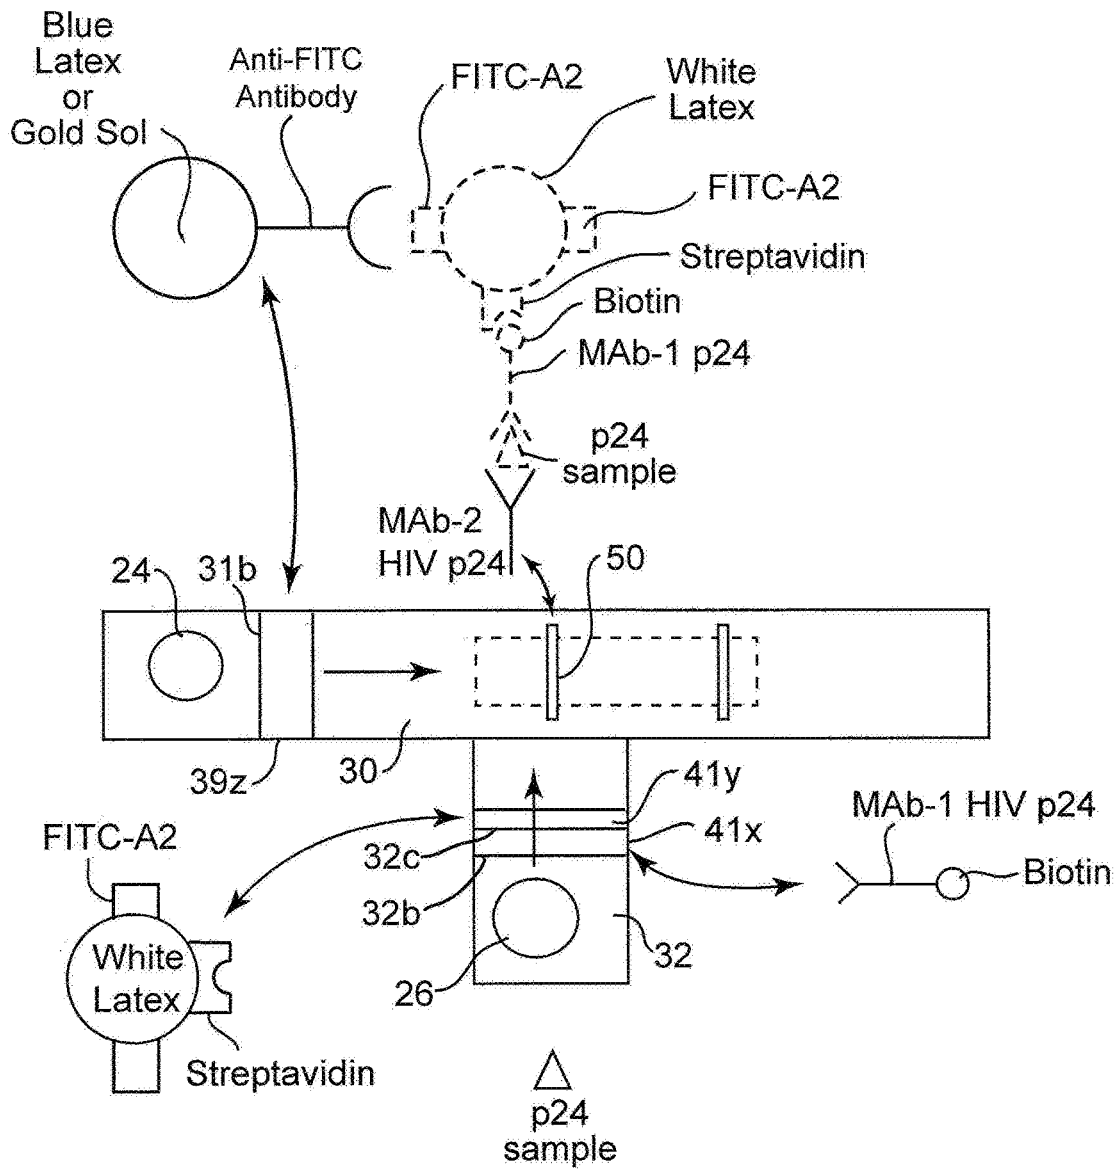 Blue
Latex
or
Gold Sol
Anti-FITC
Antibody
FITC-A2
White
Latex
FITC-A2
Streptavidin
Biotin
MAb-1 p24
p24
sample
MAb-2
HIV p24
50
24
31b
39z
30
41y
41x
32c
32b
26
32
MAb-1 HIV p24
Biotin
FITC-A2
White
Latex
Streptavidin
p24
sample